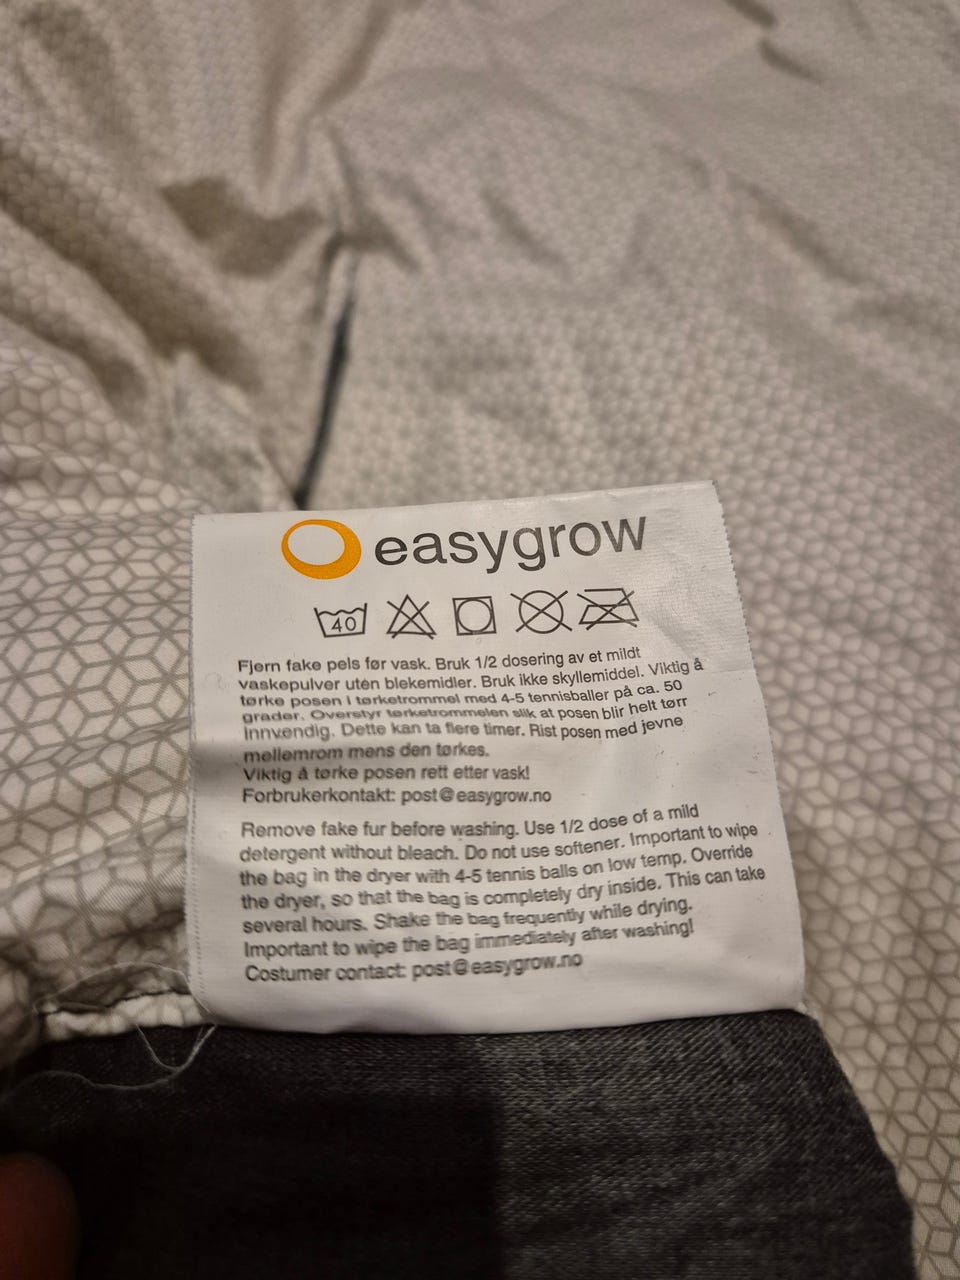 easygrow
40
Fjern fake pels før vask. Bruk 1/2 dosering av et mildt
vaskepulver uten blekemidler. Bruk ikke skyllemiddel. Viktig å
tørke posen i tørketrommel med 4-5 tennisballer på ca. 50
grader. Overstyr tørketrommelen slik at posen blir helt tørr
innvendig. Dette kan ta flere timer. Rist posen med jevne
mellomrom mens den tørkes.
Viktig å tørke posen rett etter vask!
Forbrukerkontakt: post@easygrow.no
Remove fake fur before washing. Use 1/2 dose of a mild
detergent without bleach. Do not use softener. Important to wipe
the bag in the dryer with 4-5 tennis balls on low temp. Override
the dryer, so that the bag is completely dry inside. This can take
several hours. Shake the bag frequently while drying.
Important to wipe the bag immediately after washing!
Costumer contact: post@easygrow.no